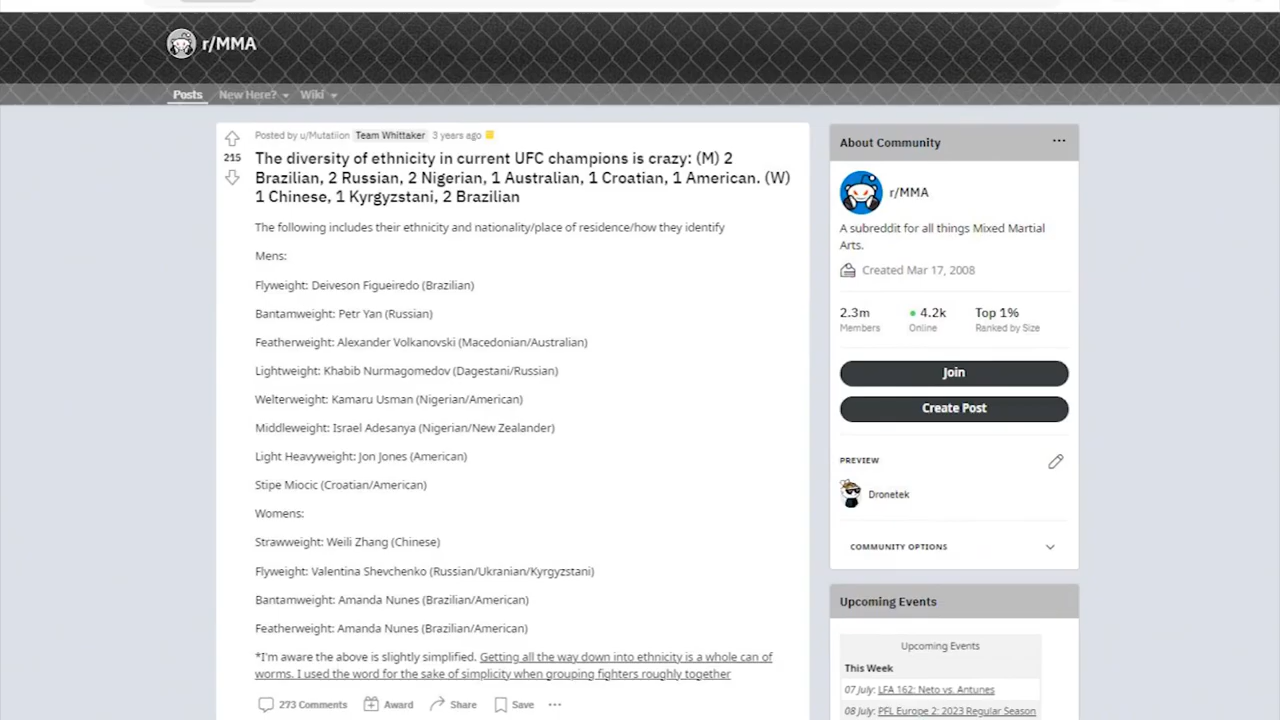 r/MMA
Posts New Here? Wiki
Posted by u/Mutatiion Team Whittaker 3 years ago
215
The diversity of ethnicity in current UFC champions is crazy: (M) 2
Brazilian, 2 Russian, 2 Nigerian, 1 Australian, 1 Croatian, 1 American. (W)
1 Chinese, 1 Kyrgyzstani, 2 Brazilian
The following includes their ethnicity and nationality/place of residence/how they identify
Mens:
Flyweight: Deiveson Figueiredo (Brazilian)
Bantamweight: Petr Yan (Russian)
Featherweight: Alexander Volkanovski (Macedonian/Australian)
Lightweight: Khabib Nurmagomedov (Dagestani/Russian)
Welterweight: Kamaru Usman (Nigerian/American)
Middleweight: Israel Adesanya (Nigerian/New Zealander)
Light Heavyweight: Jon Jones (American)
Stipe Miocic (Croatian/American)
Womens:
Strawweight: Weili Zhang (Chinese)
Flyweight: Valentina Shevchenko (Russian/Ukranian/Kyrgyzstani)
Bantamweight: Amanda Nunes (Brazilian/American)
Featherweight: Amanda Nunes (Brazilian/American)
*I'm aware the above is slightly simplified. Getting all the way down into ethnicity is a whole can of
worms. I used the word for the sake of simplicity when grouping fighters roughly together
273 Comments Award Share Save
About Community
r/MMA
A subreddit for all things Mixed Martial
Arts.
Created Mar 17, 2008
2.3m 4.2k Top 1%
Members Online Ranked by Size
Join
Create Post
PREVIEW
Dronetek
COMMUNITY OPTIONS
Upcoming Events
Upcoming Events
This Week
07 July: LFA 162: Neto vs. Antunes
08 July: PFL Europe 2: 2023 Regular Season